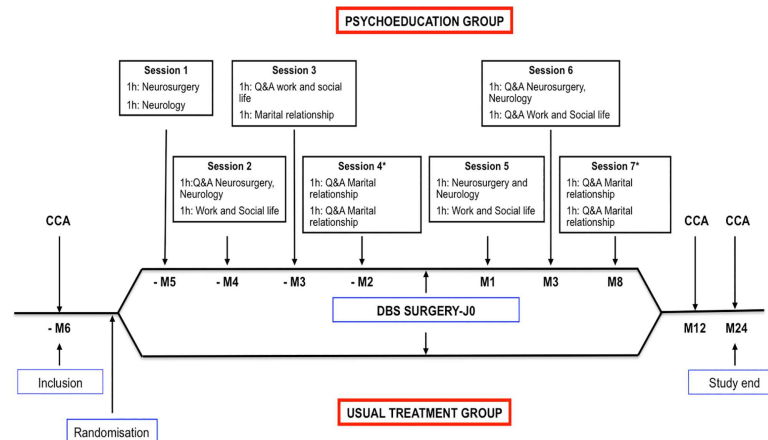 PSYCHOEDUCATION GROUP
Session 1
1h: Neurosurgery
1h: Neurology
Session 3
1h: Q&A work and social
life
1h: Marital relationship
Session 6
1h: Q&A Neurosurgery,
Neurology
1h: Q&A Work and Social life
Session 2
1h:Q&A Neurosurgery,
Neurology
1h: Work and Social life
Session 4*
1h: Q&A Marital
relationship
1h: Q&A Marital
relationship
Session 5
1h: Neurosurgery and
Neurology
1h: Work and Social life
Session 7*
1h: Q&A Marital
relationship
1h: Q&A Marital
relationship
CCA
CCA
CCA
- M5
- M4
- M3
- M2
M1
M3
M8
DBS SURGERY-J0
- M6
M12
M24
Inclusion
Study end
Randomisation
USUAL TREATMENT GROUP